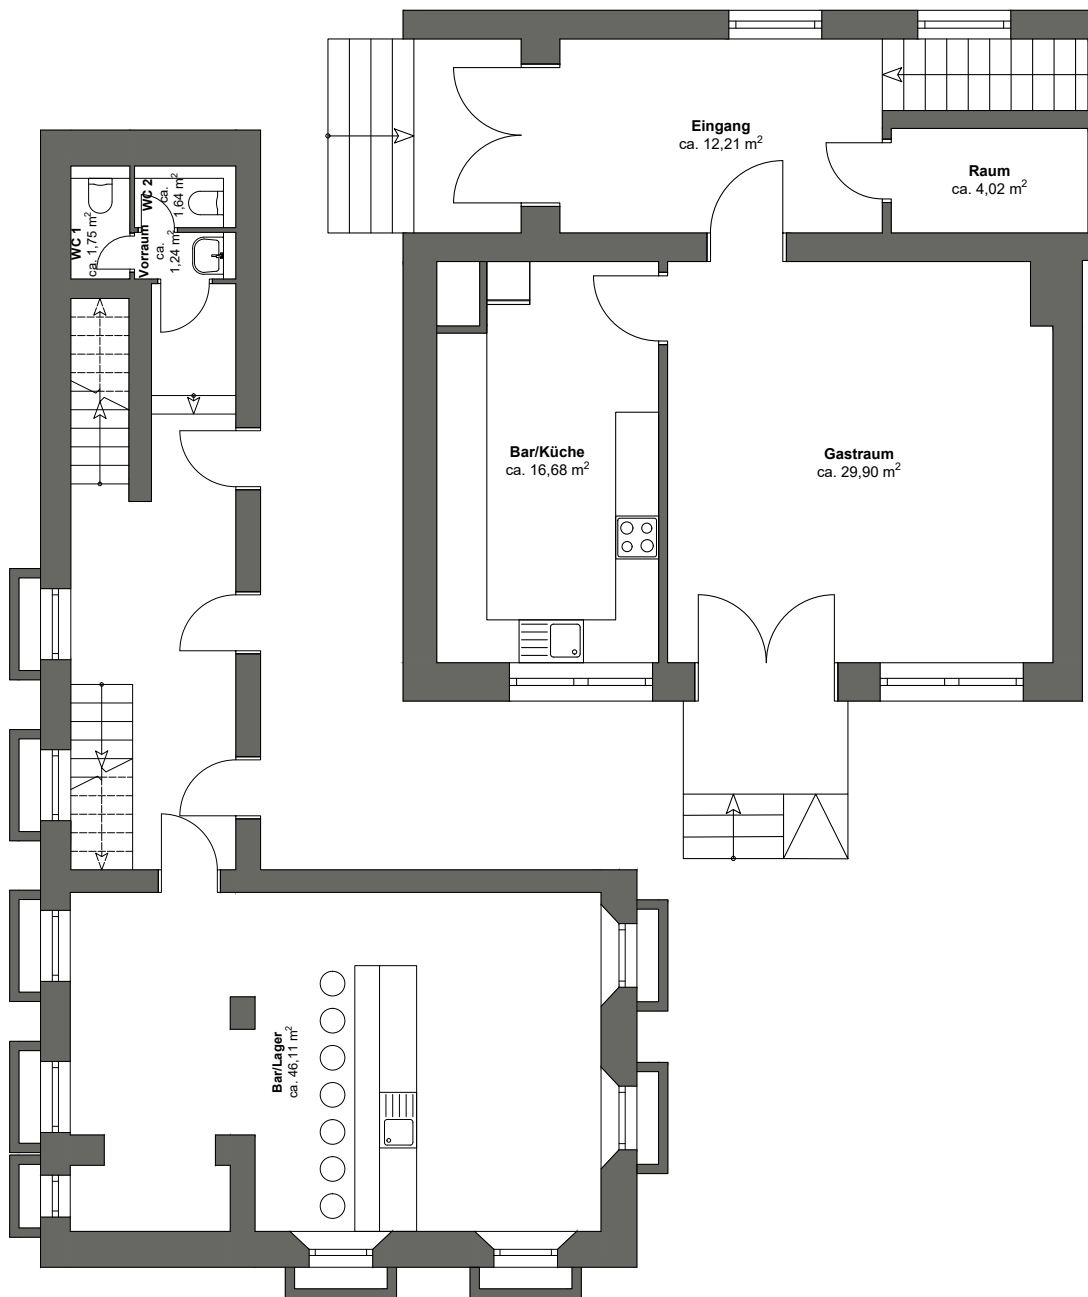 Eingang
ca. 12,21 m²
Raum
ca. 4,02 m²
WC 1
ca. 1,75 m²
WC 2
ca.
1,64 m²
Vorraum
ca.
1,24 m²
Bar/Küche
ca. 16,68 m²
Gastraum
ca. 29,90 m²
Bar/Lager
ca. 46,11 m²